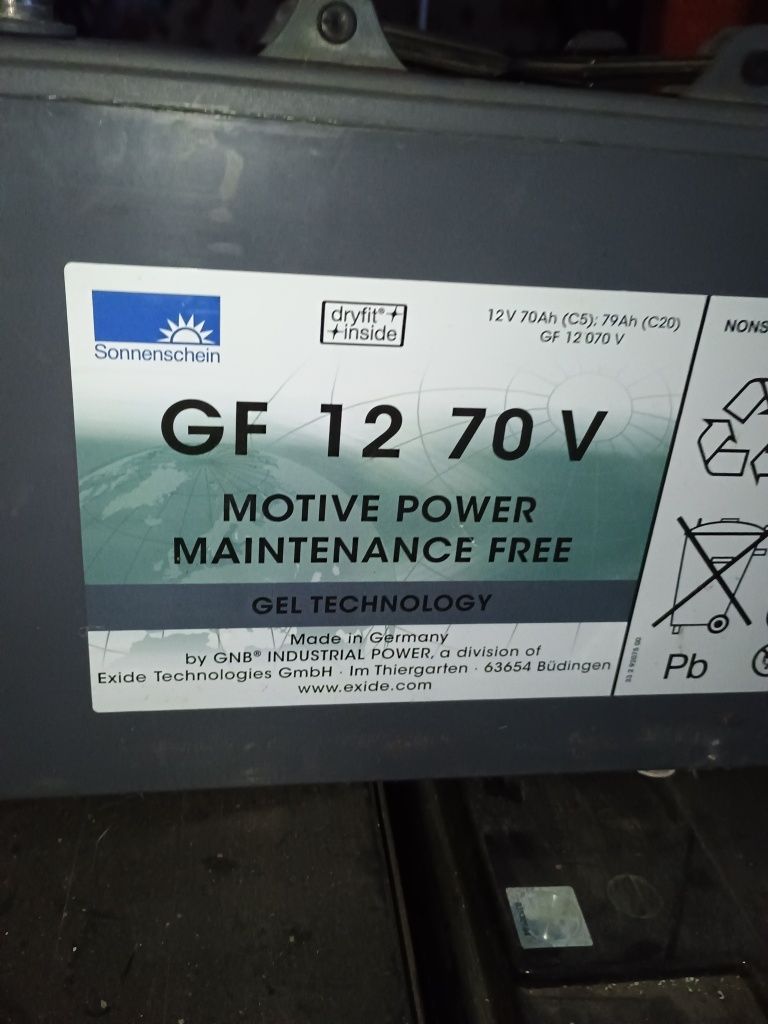 Sonnenschein
dryfit®
inside
12V 70Ah (C5); 79Ah (C20)
GF 12 070 V
GF 12 70 V
MOTIVE POWER
MAINTENANCE FREE
GEL TECHNOLOGY
Made in Germany
by GNB® INDUSTRIAL POWER, a division of
Exide Technologies GmbH · Im Thiergarten · 63654 Büdingen
www.exide.com
NONS
Pb